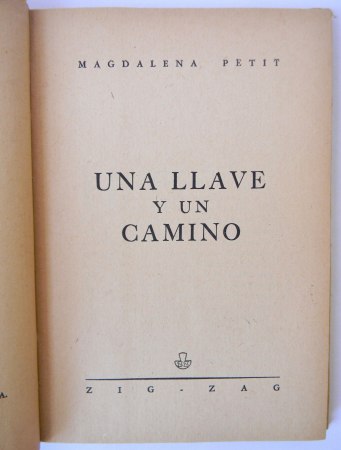 MAGDALENA PETIT
UNA LLAVE
Y UN
CAMINO
ZIG-ZAG
A.